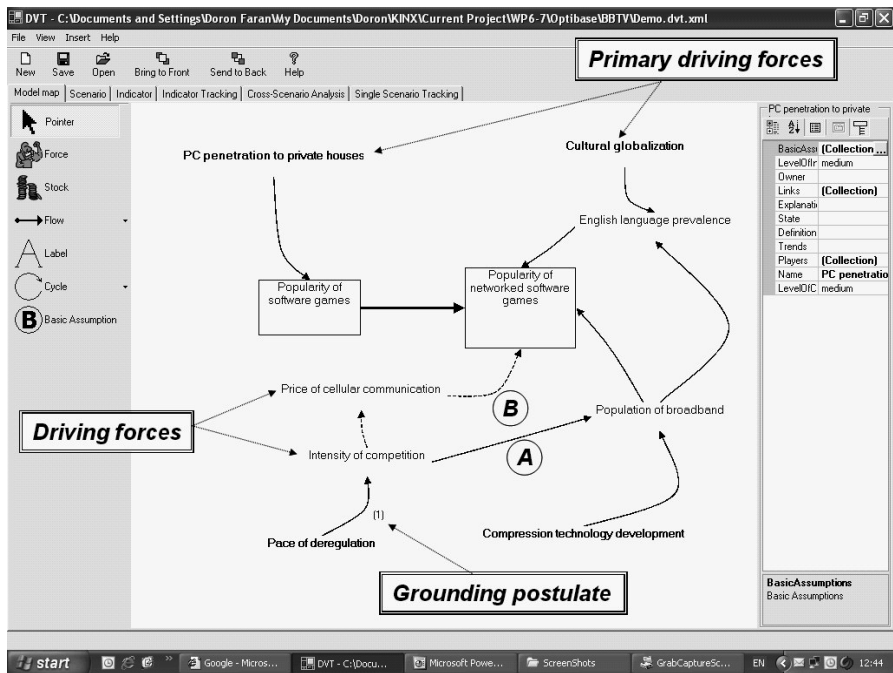 DVT - C:\Documents and Settings\Doron Faran\My Documents\Doron\KINX\Current Project\WP6-7\Optibase\BBTV\Demo.dvt.xml
File View Insert Help
New Save Open Bring to Front Send to Back Help
Model map Scenario Indicator Indicator Tracking Cross-Scenario Analysis Single Scenario Tracking
Pointer
Force
Stock
Flow
Label
Cycle
B Basic Assumption
Primary driving forces
PC penetration to private houses
Cultural globalization
English language prevalence
Popularity of
software games
Popularity of
networked software
games
Price of cellular communication
B
Population of broadband
Driving forces
Intensity of competition
A
(1)
Pace of deregulation
Compression technology development
Grounding postulate
PC penetration to private
BasicAss (Collection ...
LevelOfIr medium
Owner
Links (Collection)
Explanati
State
Definition
Trends
Players (Collection)
Name PC penetratio
LevelOfC medium
BasicAssumptions
Basic Assumptions
start Google - Micros... DVT - C:\Docu... Microsoft Powe... ScreenShots GrabCaptureSc... EN 12:44